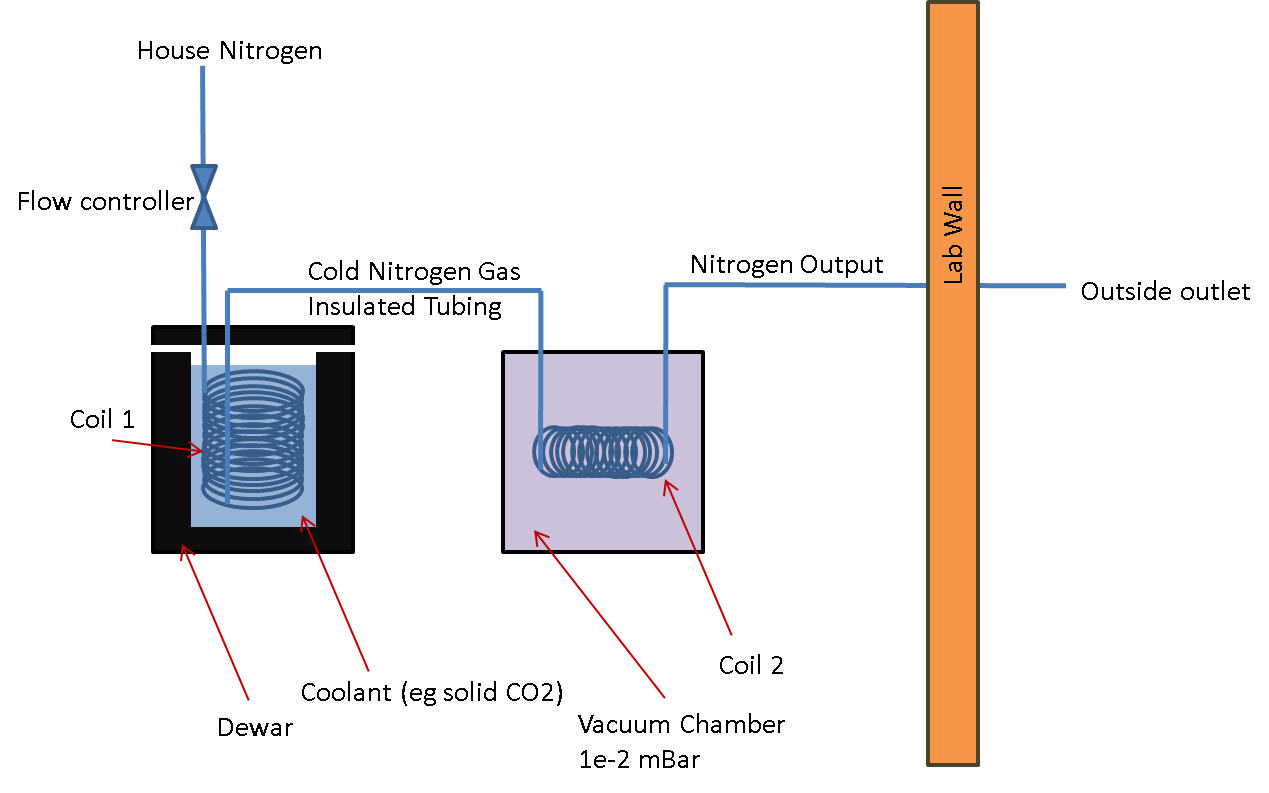 House Nitrogen
Flow controller
Cold Nitrogen Gas
Insulated Tubing
Nitrogen Output
Lab Wall
Outside outlet
Coil 1
Coil 2
Coolant (eg solid CO2)
Dewar
Vacuum Chamber
1e-2 mBar